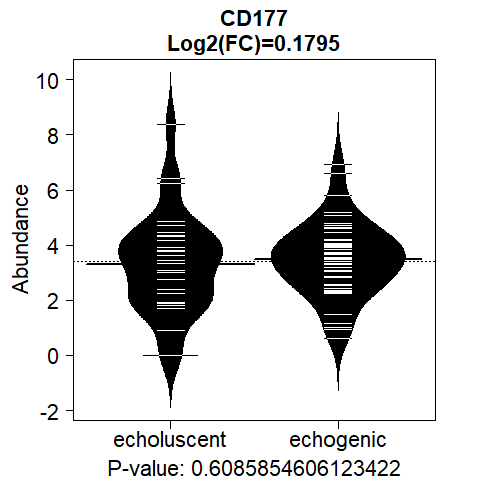 CD177
Log2(FC)=0.1795
10
8
6
4
2
0
-2
Abundance
echoluscent echogenic
P-value: 0.6085854606123422